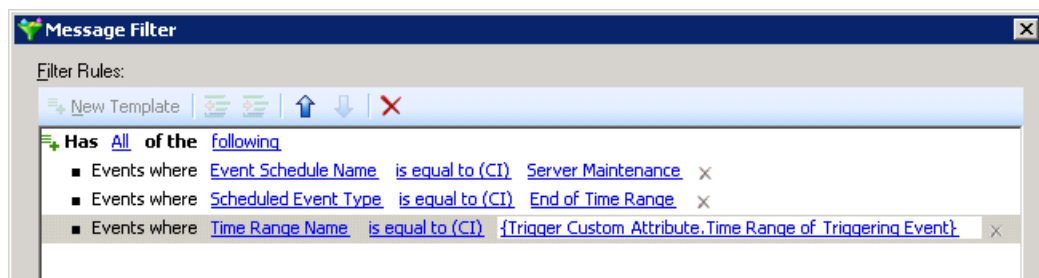 Message Filter
Filter Rules:
New Template
Has All of the following
Events where Event Schedule Name is equal to (CI) Server Maintenance
Events where Scheduled Event Type is equal to (CI) End of Time Range
Events where Time Range Name is equal to (CI) {Trigger Custom Attribute.Time Range of Triggering Event}